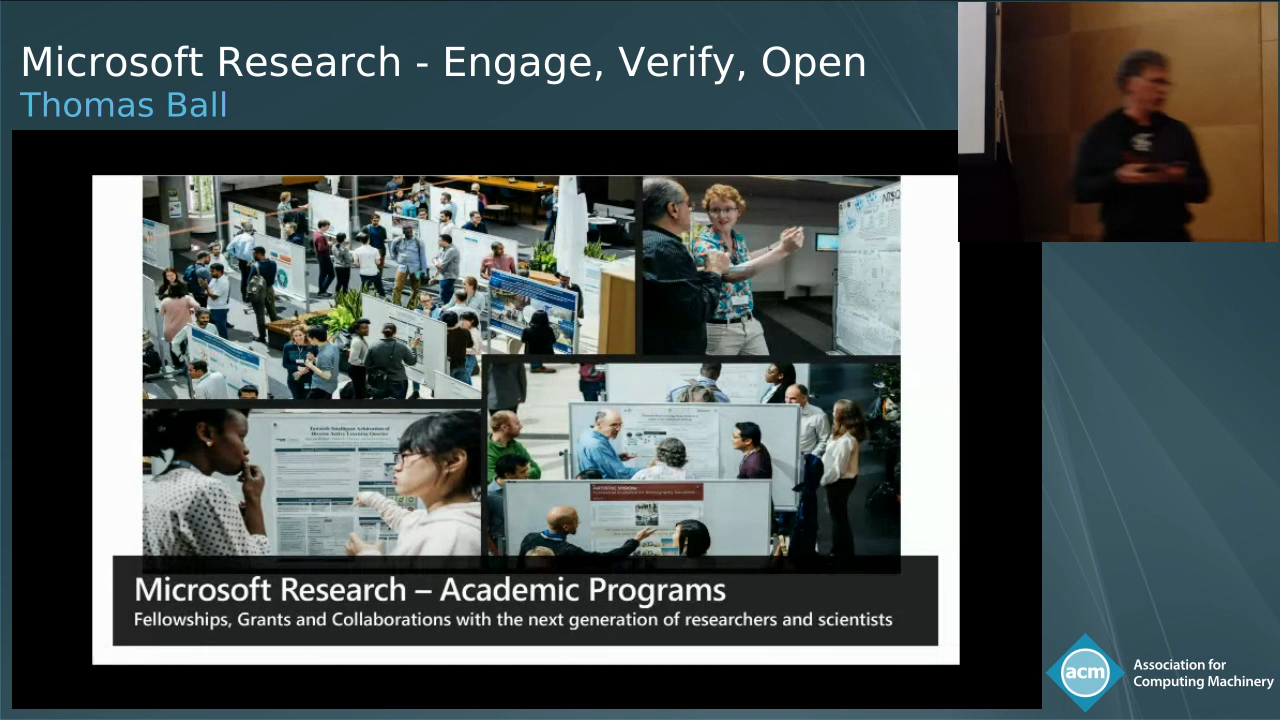 Microsoft Research - Engage, Verify, Open
Thomas Ball
Microsoft Research – Academic Programs
Fellowships, Grants and Collaborations with the next generation of researchers and scientists
acm
Association for
Computing Machinery